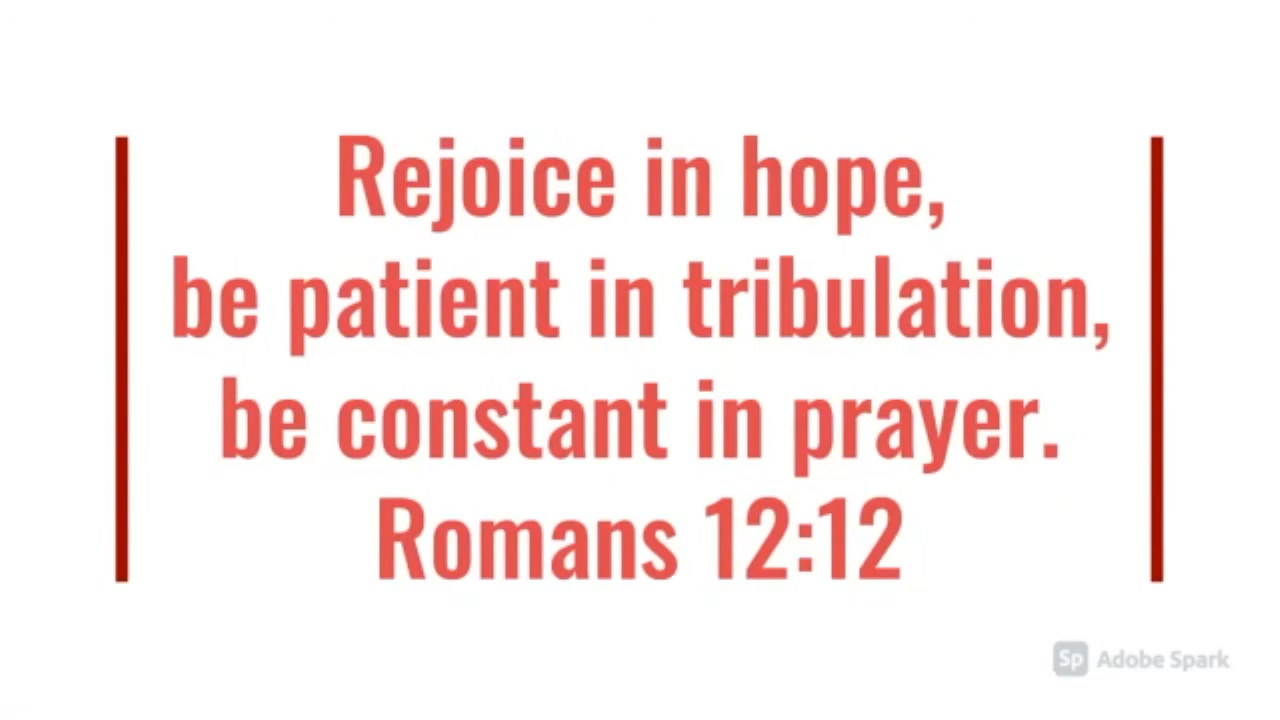 Rejoice in hope,
be patient in tribulation,
be constant in prayer.
Romans 12:12
Sp Adobe Spark